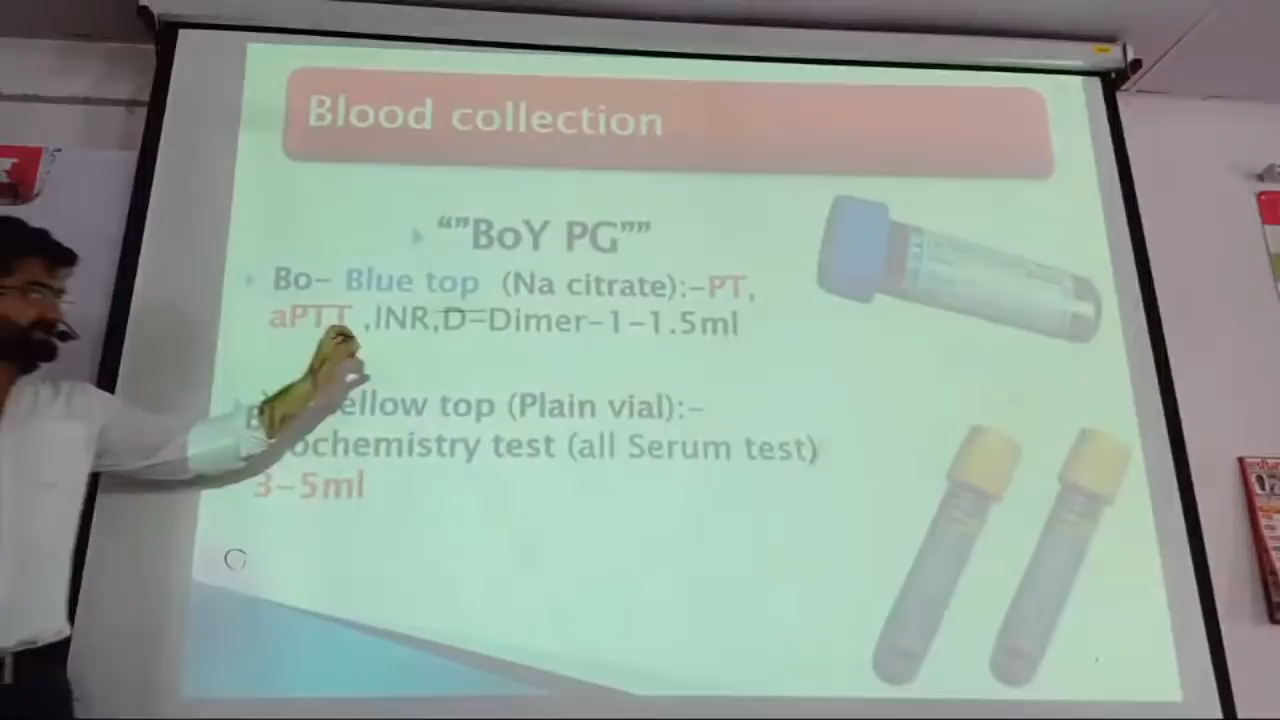 Blood collection
“”BoY PG””
Bo- Blue top (Na citrate):-PT,
aPTT ,INR,D=Dimer-1-1.5ml
ellow top (Plain vial):-
ochemistry test (all Serum test)
3-5ml